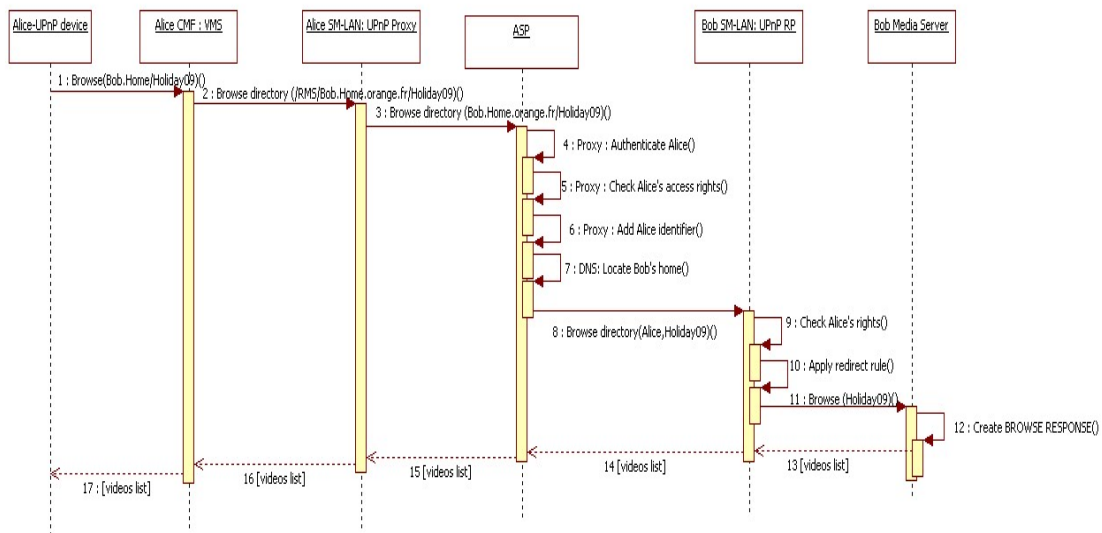 Alice-UPnP device
Alice CMF : VMS
Alice SM-LAN: UPnP Proxy
ASP
Bob SM-LAN: UPnP RP
Bob Media Server
1 : Browse(Bob.Home/Holiday09)()
2 : Browse directory (/RMS/Bob.Home.orange.fr/Holiday09)()
3 : Browse directory (Bob.Home.orange.fr/Holiday09)()
4 : Proxy : Authenticate Alice()
5 : Proxy : Check Alice's access rights()
6 : Proxy : Add Alice identifier()
7 : DNS: Locate Bob's home()
8 : Browse directory(Alice,Holiday09)()
9 : Check Alice's rights()
10 : Apply redirect rule()
11 : Browse (Holiday09)()
12 : Create BROWSE RESPONSE()
13 [videos list]
14 [videos list]
15 [videos list]
16 [videos list]
17 : [videos list]